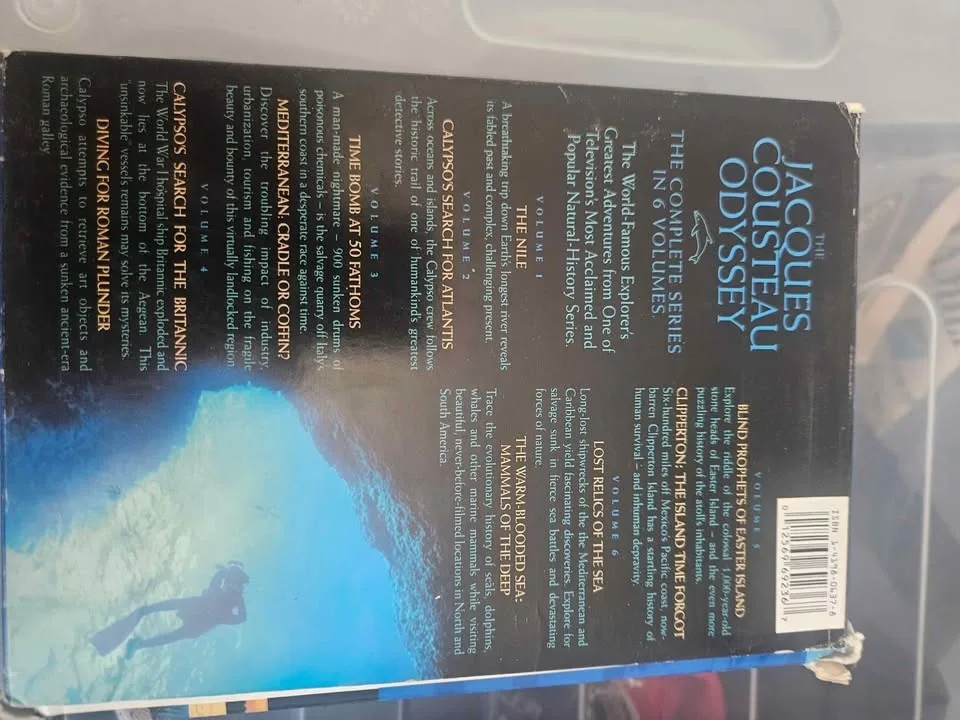 THE
JACQUES
COUSTEAU
ODYSSEY
THE COMPLETE SERIES
IN 6 VOLUMES
The World-Famous Explorer's
Greatest Adventures from One of
Television's Most Acclaimed and
Popular Natural-History Series.
VOLUME 1
THE NILE
A breathtaking trip down Earth's longest river reveals
its fabled past and complex, challenging present.
VOLUME 2
CALYPSO'S SEARCH FOR ATLANTIS
Across oceans and islands, the Calypso crew follows
the historic trail of one of humankind's greatest
detective stories.
VOLUME 3
TIME BOMB AT 50 FATHOMS
A man-made nightmare – 900 sunken drums of
poisonous chemicals – is the salvage quarry off Italy's
southern coast in a desperate race against time.
MEDITERRANEAN: CRADLE OR COFFIN?
Discover the troubling impact of industry,
urbanization, tourism and fishing on the fragile
beauty and bounty of this virtually landlocked region.
VOLUME 4
CALYPSO'S SEARCH FOR THE BRITANNIC
The World War I hospital ship Britannic exploded and
now lies at the bottom of the Aegean. This
"unsinkable" vessels remains may solve its mysteries.
DIVING FOR ROMAN PLUNDER
Calypso attempts to retrieve art objects and
archaeological evidence from a sunken ancient-era
Roman galley
VOLUME 5
BLIND PROPHETS OF EASTER ISLAND
Explore the riddle of the colossal 1,000-year-old
stone heads of Easter Island – and the even more
puzzling history of the atoll's inhabitants.
CLIPPERTON: THE ISLAND TIME FORGOT
Six-hundred miles off Mexico's Pacific coast, now-
barren Clipperton Island has a startling history of
human survival – and inhuman depravity.
VOLUME 6
LOST RELICS OF THE SEA
Long-lost shipwrecks of the the Mediterranean and
Caribbean yield fascinating discoveries. Explore for
salvage sunk in fierce sea battles and devastating
forces of nature.
THE WARM-BLOODED SEA:
MAMMALS OF THE DEEP
Trace the evolutionary history of seals, dolphins,
whales and other marine mammals while visiting
beautiful never-before-filmed locations in North and
South America.
ISBN 1-4198-0637-8
0 12569 69236 7